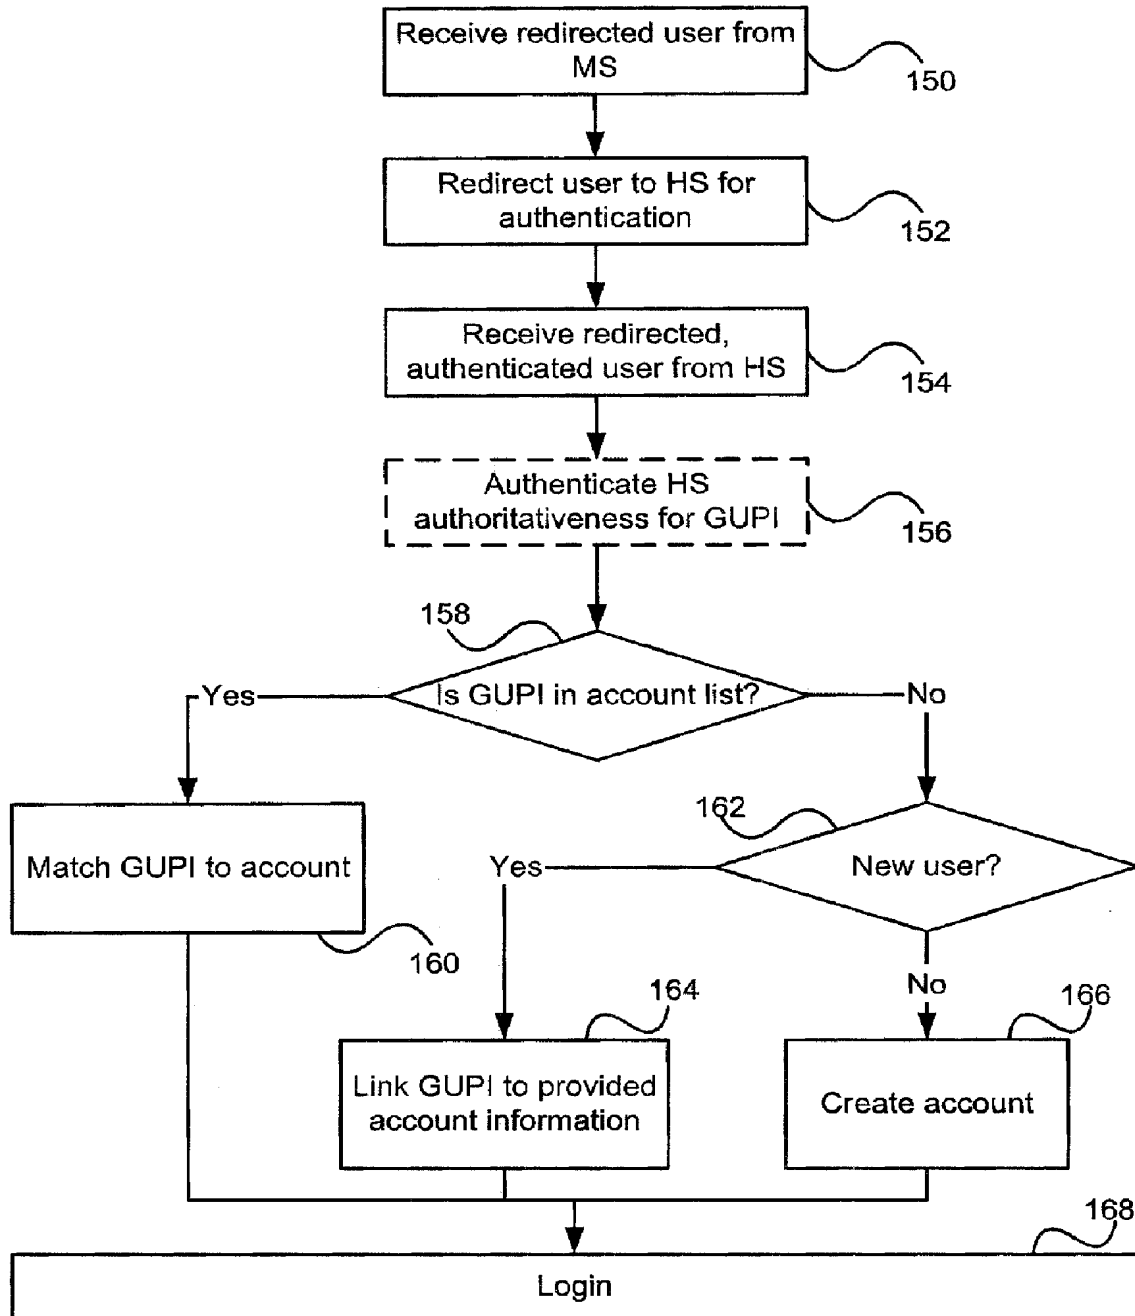 Receive redirected user from
MS
150
Redirect user to HS for
authentication
152
Receive redirected,
authenticated user from HS
154
Authenticate HS
authoritativeness for GUPI
156
158
Is GUPI in account list?
Yes
No
162
Match GUPI to account
New user?
Yes
160
No
164
166
Link GUPI to provided
account information
Create account
168
Login